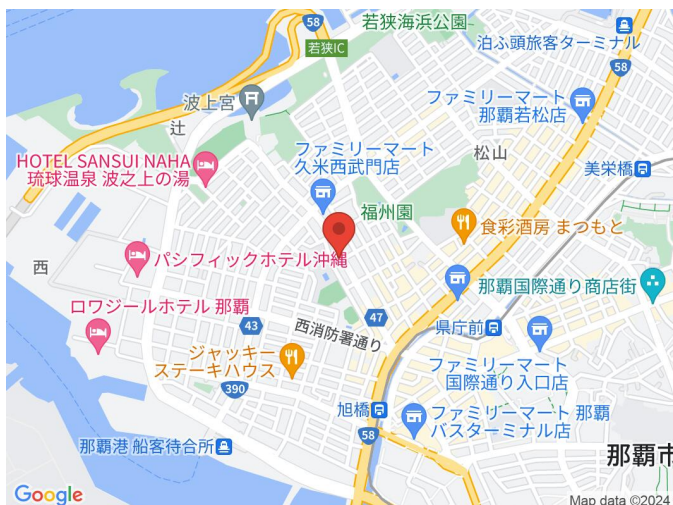 58
若狭海浜公園
若狭IC
泊ふ頭旅客ターミナル
58
波上宮
ファミリーマート
那覇若松店
辻
HOTEL SANSUI NAHA
琉球温泉 波之上の湯
ファミリーマート
久米西武門店
松山
美栄橋
福州園
食彩酒房 まつもと
西
パシフィックホテル沖縄
那覇国際通り商店街
ロワジールホテル 那覇
43
47
西消防署通り
県庁前
ジャッキー
ステーキハウス
ファミリーマート
国際通り入口店
390
旭橋
ファミリーマート 那覇
バスターミナル店
58
那覇港 船客待合所
那覇市
Google
Map data ©2024